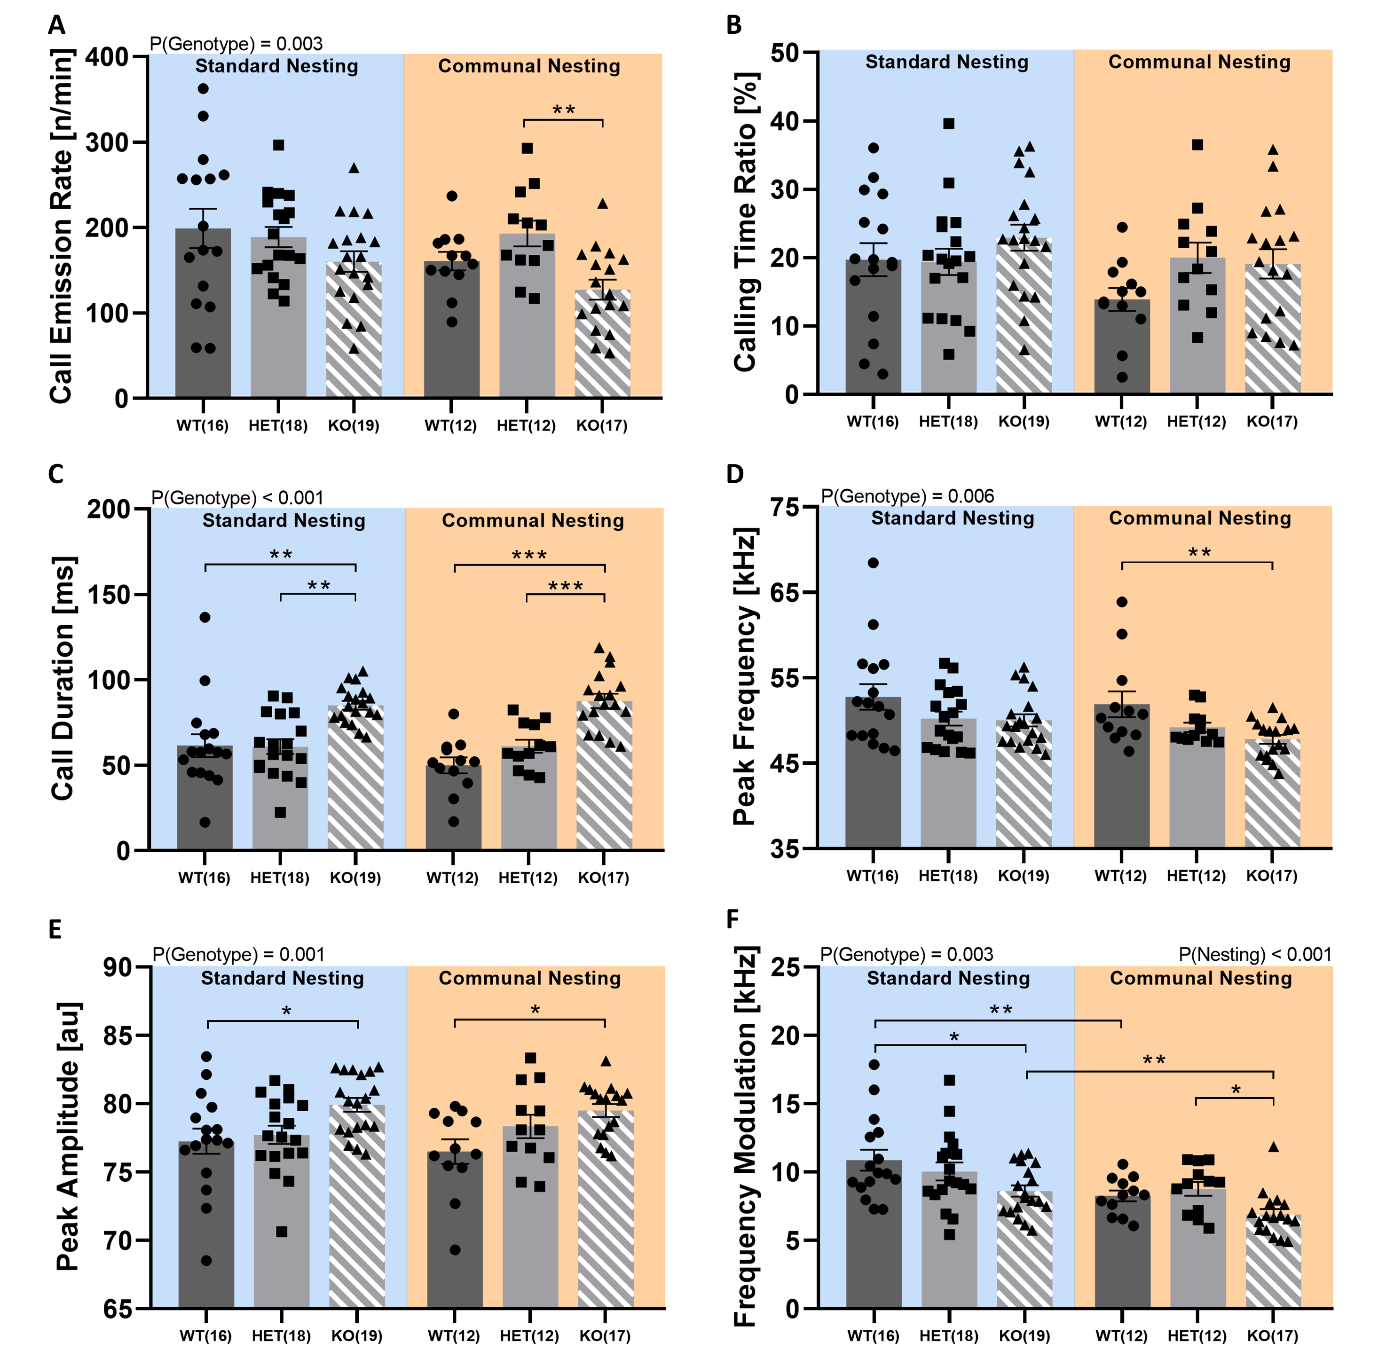 A
P(Genotype) = 0.003
Standard Nesting
Communal Nesting
Call Emission Rate [n/min]
400
300
200
100
0
**
WT(16)
HET(18)
KO(19)
WT(12)
HET(12)
KO(17)
B
Standard Nesting
Communal Nesting
Calling Time Ratio [%]
50
40
30
20
10
0
WT(16)
HET(18)
KO(19)
WT(12)
HET(12)
KO(17)
C
P(Genotype) < 0.001
Standard Nesting
Communal Nesting
Call Duration [ms]
200
150
100
50
0
**
**
***
***
WT(16)
HET(18)
KO(19)
WT(12)
HET(12)
KO(17)
D
P(Genotype) = 0.006
Standard Nesting
Communal Nesting
Peak Frequency [kHz]
75
65
55
45
35
**
WT(16)
HET(18)
KO(19)
WT(12)
HET(12)
KO(17)
E
P(Genotype) = 0.001
Standard Nesting
Communal Nesting
Peak Amplitude [au]
90
85
80
75
70
65
*
*
WT(16)
HET(18)
KO(19)
WT(12)
HET(12)
KO(17)
F
P(Genotype) = 0.003
P(Nesting) < 0.001
Standard Nesting
Communal Nesting
Frequency Modulation [kHz]
25
20
15
10
5
0
**
*
**
*
WT(16)
HET(18)
KO(19)
WT(12)
HET(12)
KO(17)